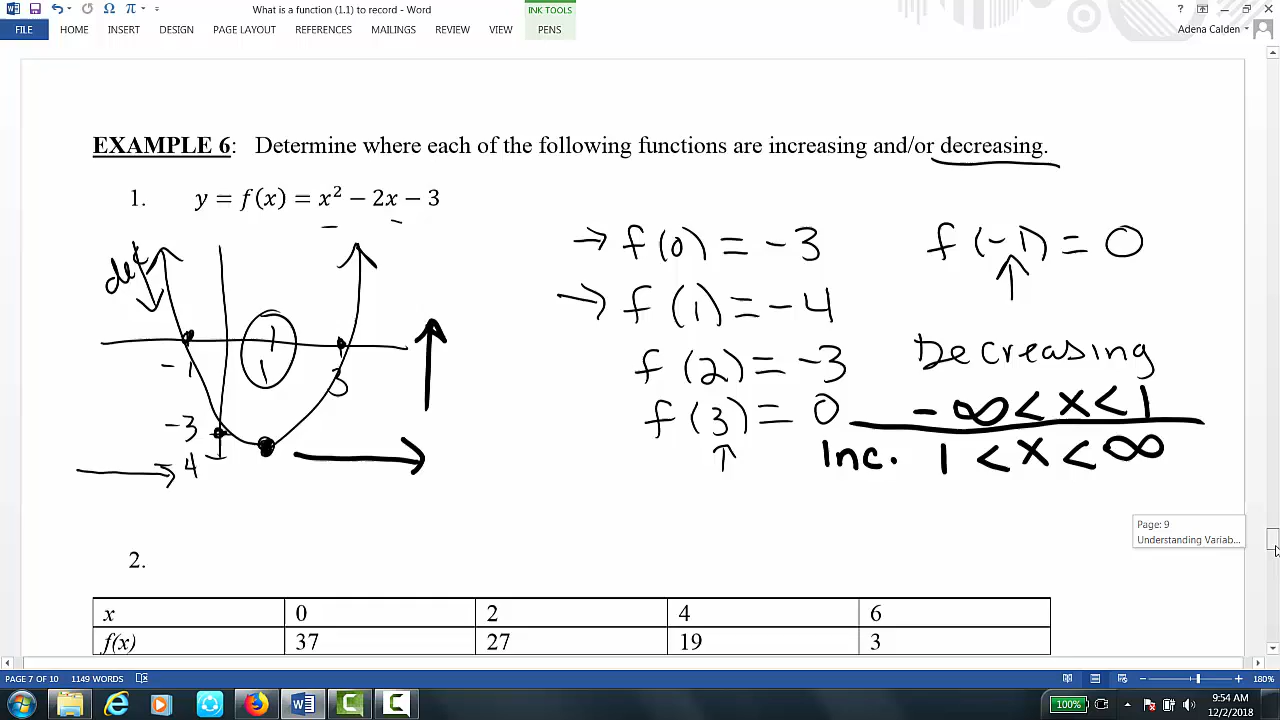 What is a function (1.1) to record - Word
INK TOOLS
FILE HOME INSERT DESIGN PAGE LAYOUT REFERENCES MAILINGS REVIEW VIEW PENS
Adena Calden
EXAMPLE 6: Determine where each of the following functions are increasing and/or decreasing.
1. y = f(x) = x² − 2x − 3
dec
-1
1
1
3
-3
-4
f(0) = -3
f(1) = -4
f(2) = -3
f(3) = 0
f(-1) = 0
Decreasing
-∞ < x < 1
Inc. 1 < x < ∞
Page: 9
Understanding Variab...
2.
x 0 2 4 6
f(x) 37 27 19 3
PAGE 7 OF 10 1149 WORDS 180%
100% 9:54 AM
12/2/2018